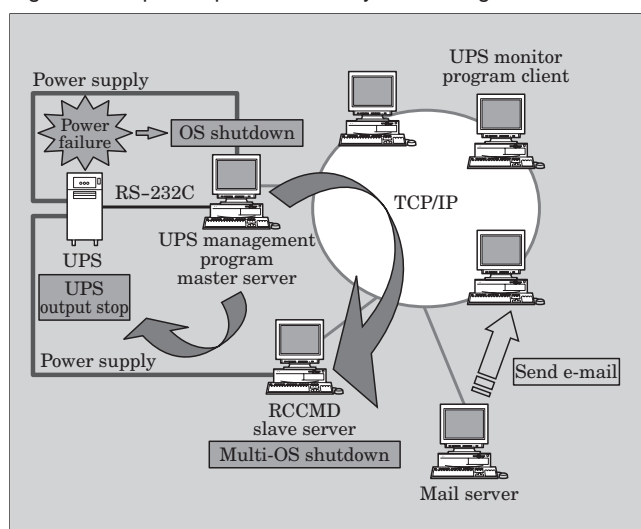 Power supply
Power
failure
OS shutdown
UPS monitor
program client
RS-232C
TCP/IP
UPS
UPS management
program
master server
UPS
output stop
Power supply
Send e-mail
RCCMD
slave server
Multi-OS shutdown
Mail server